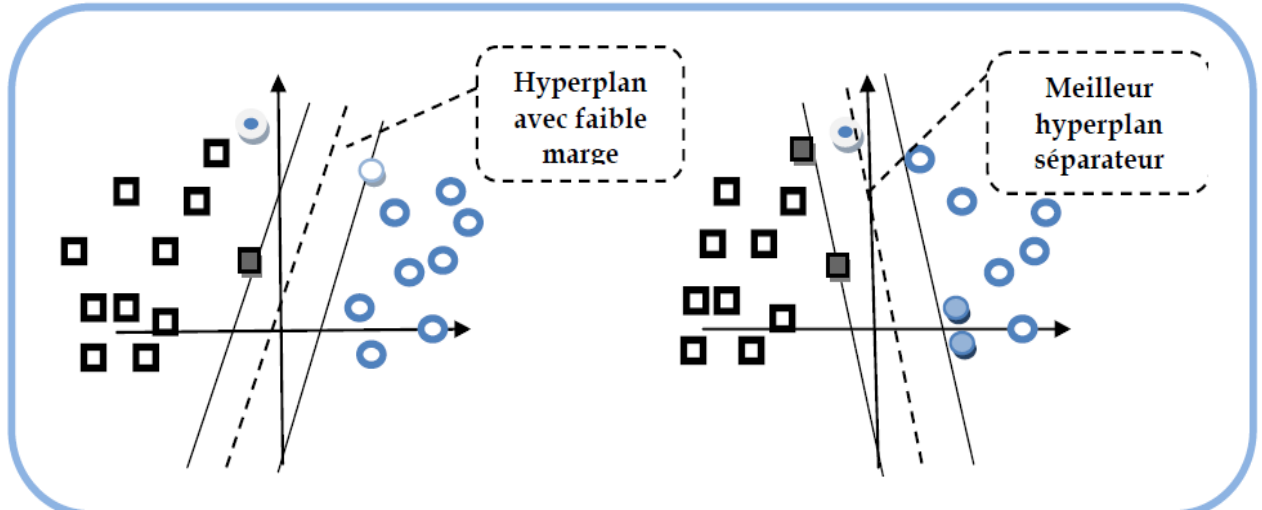 Hyperplan
avec faible
marge
Meilleur
hyperplan
séparateur